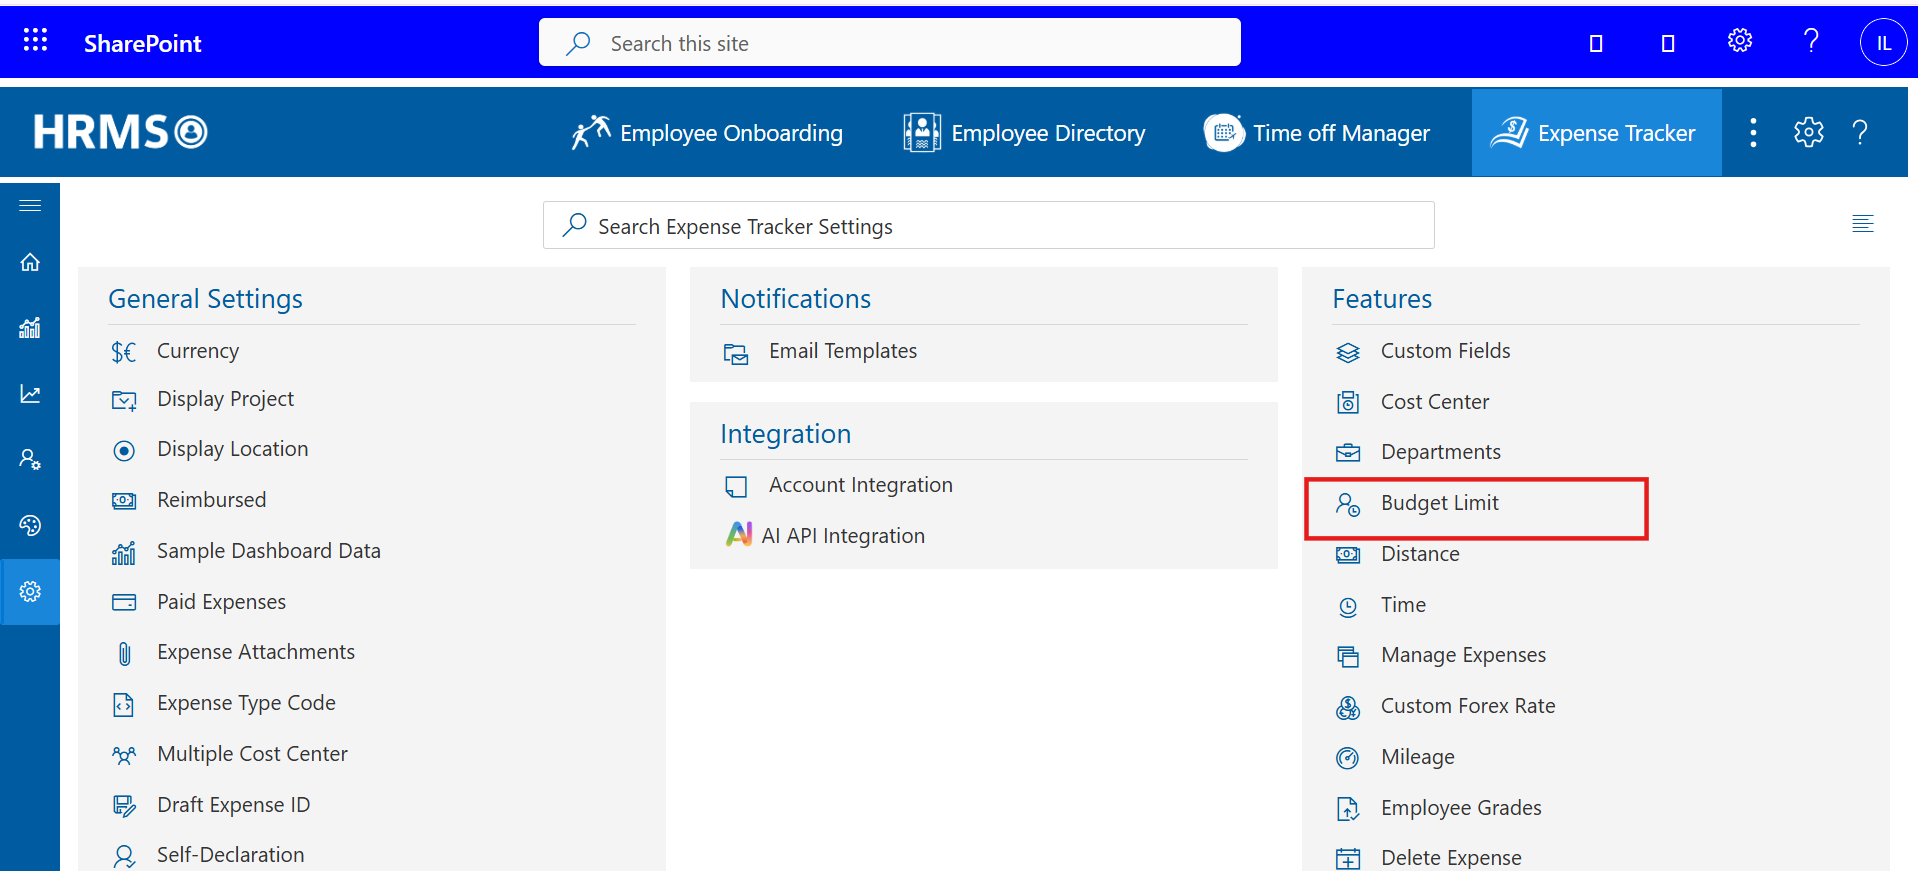 SharePoint
Search this site
IL
HRMS
Employee Onboarding
Employee Directory
Time off Manager
Expense Tracker
Search Expense Tracker Settings
General Settings
Currency
Display Project
Display Location
Reimbursed
Sample Dashboard Data
Paid Expenses
Expense Attachments
Expense Type Code
Multiple Cost Center
Draft Expense ID
Self-Declaration
Notifications
Email Templates
Integration
Account Integration
AI API Integration
Features
Custom Fields
Cost Center
Departments
Budget Limit
Distance
Time
Manage Expenses
Custom Forex Rate
Mileage
Employee Grades
Delete Expense